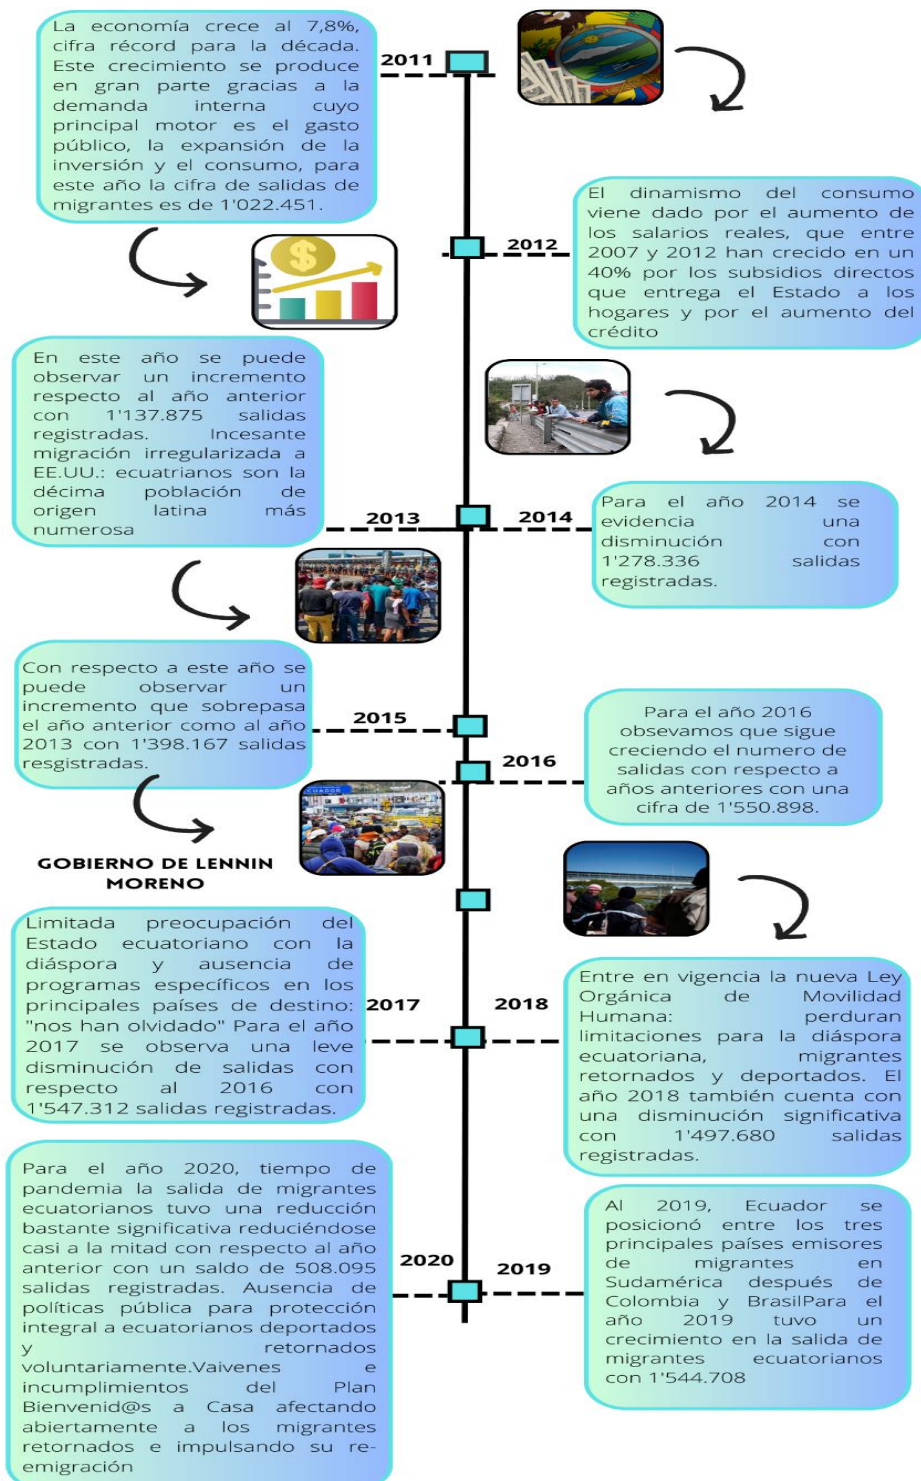 La economía crece al 7,8%,
cifra récord para la década.
Este crecimiento se produce
en gran parte gracias a la
demanda interna cuyo
principal motor es el gasto
público, la expansión de la
inversión y el consumo, para
este año la cifra de salidas de
migrantes es de 1'022.451.
2011
El dinamismo del consumo
viene dado por el aumento de
los salarios reales, que entre
2007 y 2012 han crecido en un
40% por los subsidios directos
que entrega el Estado a los
hogares y por el aumento del
crédito
2012
$
En este año se puede
observar un incremento
respecto al año anterior
con 1'137.875 salidas
registradas. Incesante
migración irregularizada a
EE.UU.: ecuatrianos son la
décima población de
origen latina más
numerosa
2013
2014
Para el año 2014 se
evidencia una
disminución con
1'278.336 salidas
registradas.
Con respecto a este año se
puede observar un
incremento que sobrepasa
el año anterior como al año
2013 con 1'398.167 salidas
resgistradas.
2015
2016
Para el año 2016
obsevamos que sigue
creciendo el numero de
salidas con respecto a
años anteriores con una
cifra de 1'550.898.
ECUADOR
GOBIERNO DE LENNIN
MORENO
Limitada preocupación del
Estado ecuatoriano con la
diáspora y ausencia de
programas específicos en los
principales países de destino:
"nos han olvidado" Para el año
2017 se observa una leve
disminución de salidas con
respecto al 2016 con
1'547.312 salidas registradas.
2017
2018
Entre en vigencia la nueva Ley
Orgánica de Movilidad
Humana: perduran
limitaciones para la diáspora
ecuatoriana, migrantes
retornados y deportados. El
año 2018 también cuenta con
una disminución significativa
con 1'497.680 salidas
registradas.
Para el año 2020, tiempo de
pandemia la salida de migrantes
ecuatorianos tuvo una reducción
bastante significativa reduciéndose
casi a la mitad con respecto al año
anterior con un saldo de 508.095
salidas registradas. Ausencia de
políticas pública para protección
integral a ecuatorianos deportados
y retornados
voluntariamente.Vaivenes e
incumplimientos del Plan
Bienvenid@s a Casa afectando
abiertamente a los migrantes
retornados e impulsando su re-
emigración
2020
2019
Al 2019, Ecuador se
posicionó entre los tres
principales países emisores
de migrantes en
Sudamérica después de
Colombia y BrasilPara el
año 2019 tuvo un
crecimiento en la salida de
migrantes ecuatorianos
con 1'544.708